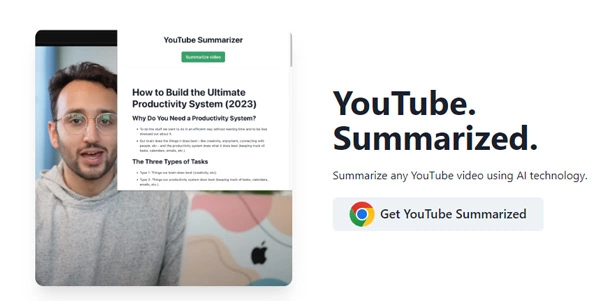 YouTube Summarizer
Summarize video
How to Build the Ultimate
Productivity System (2023)
Why Do You Need a Productivity System?
To do the stuff we want to do in an efficient way without wasting time and to be less
stressed out about it.
Our brain does the things it does best - like creativity, enjoyment, connecting with
people, etc - and the productivity system does what it does best (keeping track of
tasks, calendars, emails, etc.).
The Three Types of Tasks
Type 1: Things our brain does best (creativity, etc).
Type 2: Things our productivity system does best (keeping track of tasks, calendars,
emails, etc.).
YouTube.
Summarized.
Summarize any YouTube video using AI technology.
Get YouTube Summarized